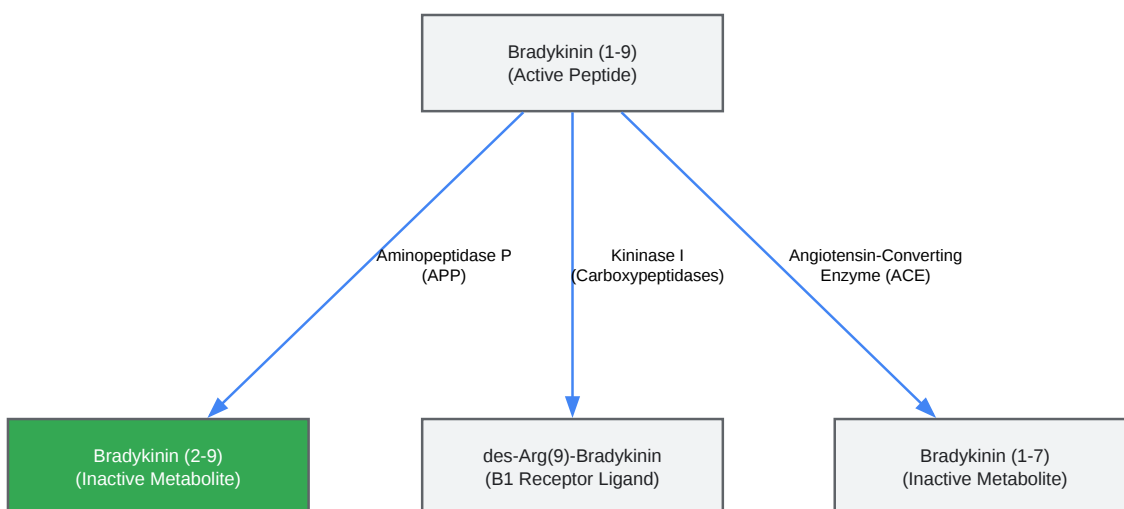 Bradykinin (1-9)
(Active Peptide)
Aminopeptidase P
(APP)
Kininase I
(Carboxypeptidases)
Angiotensin-Converting
Enzyme (ACE)
Bradykinin (2-9)
(Inactive Metabolite)
des-Arg(9)-Bradykinin
(B1 Receptor Ligand)
Bradykinin (1-7)
(Inactive Metabolite)